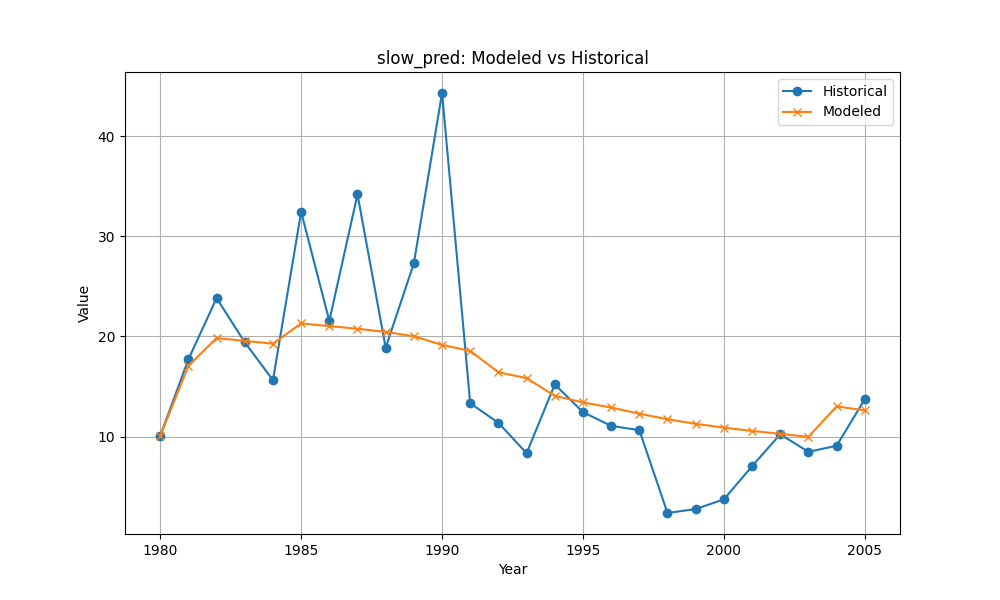 slow_pred: Modeled vs Historical
Historical
Modeled
Value
40
30
20
10
1980 1985 1990 1995 2000 2005
Year